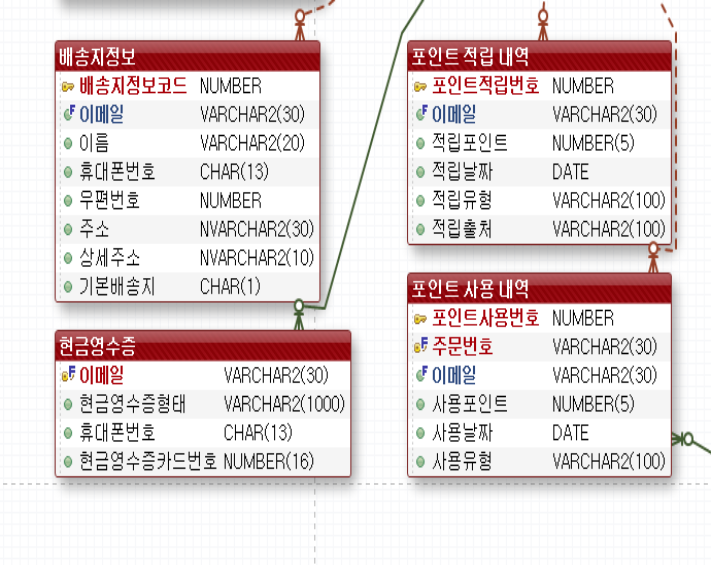 배송지정보
배송지정보코드 NUMBER
이메일 VARCHAR2(30)
이름 VARCHAR2(20)
휴대폰번호 CHAR(13)
우편번호 NUMBER
주소 NVARCHAR2(30)
상세주소 NVARCHAR2(10)
기본배송지 CHAR(1)
현금영수증
이메일 VARCHAR2(30)
현금영수증형태 VARCHAR2(1000)
휴대폰번호 CHAR(13)
현금영수증카드번호 NUMBER(16)
포인트 적립 내역
포인트적립번호 NUMBER
이메일 VARCHAR2(30)
적립포인트 NUMBER(5)
적립날짜 DATE
적립유형 VARCHAR2(100)
적립출처 VARCHAR2(100)
포인트 사용 내역
포인트사용번호 NUMBER
주문번호 VARCHAR2(30)
이메일 VARCHAR2(30)
사용포인트 NUMBER(5)
사용날짜 DATE
사용유형 VARCHAR2(100)